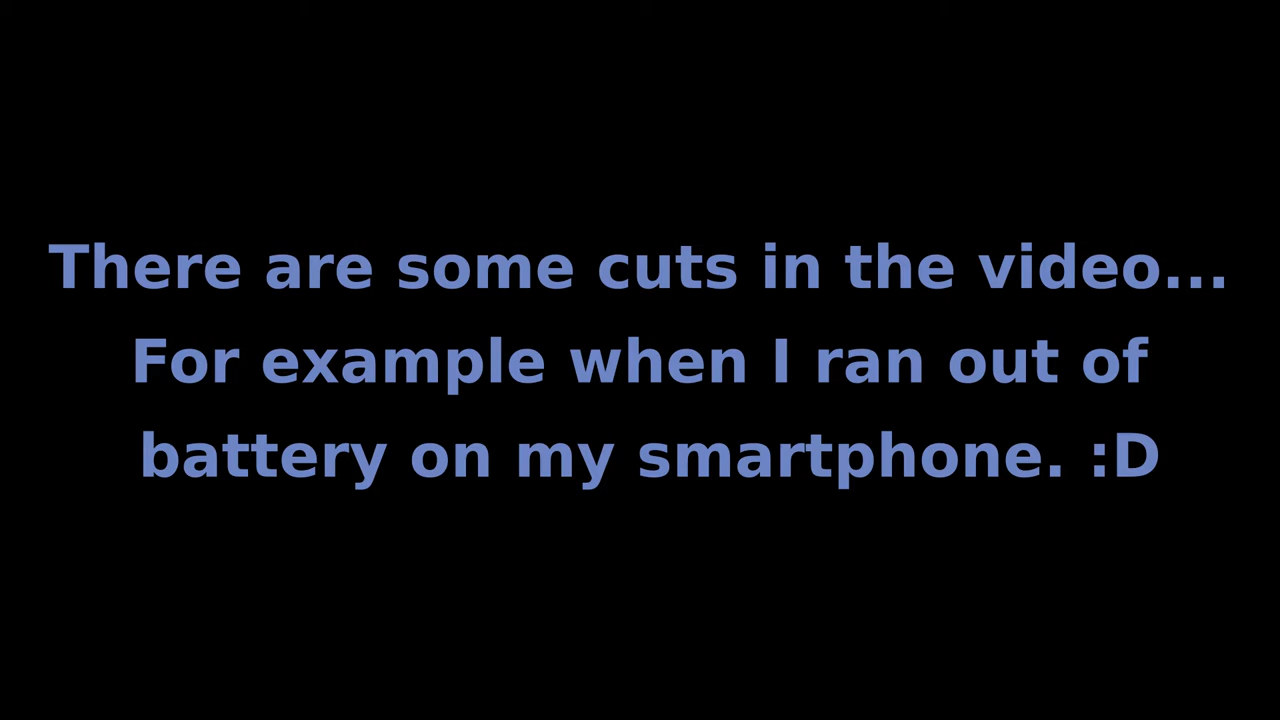 There are some cuts in the video...
For example when I ran out of
battery on my smartphone. :D